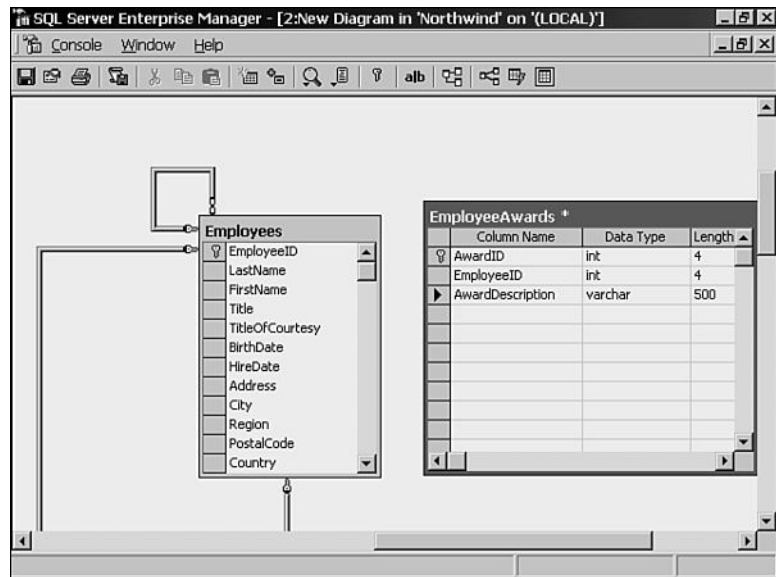 SQL Server Enterprise Manager - [2:New Diagram in 'Northwind' on '(LOCAL)']
Console Window Help
a|b
Employees
EmployeeID
LastName
FirstName
Title
TitleOfCourtesy
BirthDate
HireDate
Address
City
Region
PostalCode
Country
EmployeeAwards *
Column Name Data Type Length
AwardID int 4
EmployeeID int 4
AwardDescription varchar 500